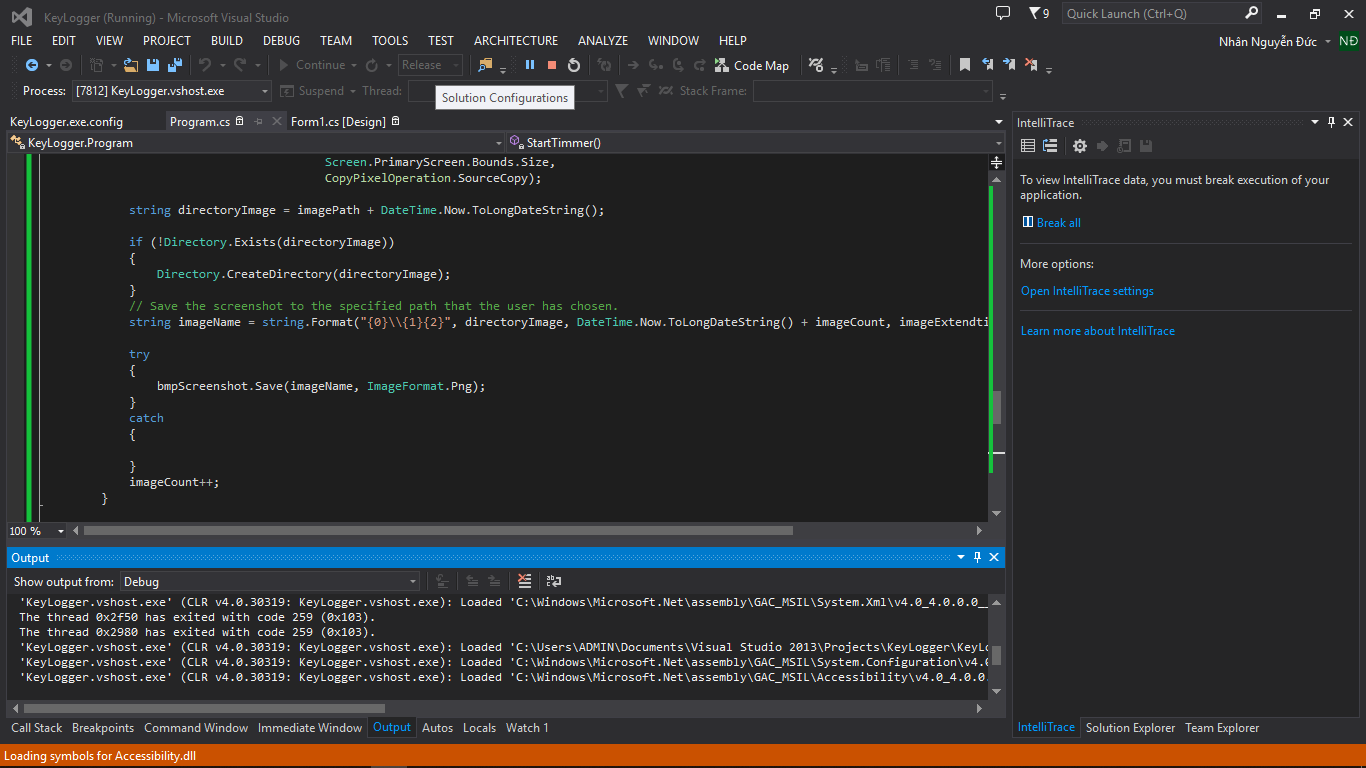 KeyLogger (Running) - Microsoft Visual Studio
9
Quick Launch (Ctrl+Q)
FILE EDIT VIEW PROJECT BUILD DEBUG TEAM TOOLS TEST ARCHITECTURE ANALYZE WINDOW HELP
Nhân Nguyễn Đức NĐ
Continue Release Code Map
Process: [7812] KeyLogger.vshost.exe Suspend Thread: Stack Frame:
Solution Configurations
KeyLogger.exe.config Program.cs Form1.cs [Design]
KeyLogger.Program StartTimmer()
Screen.PrimaryScreen.Bounds.Size,
CopyPixelOperation.SourceCopy);
string directoryImage = imagePath + DateTime.Now.ToLongDateString();
if (!Directory.Exists(directoryImage))
{
Directory.CreateDirectory(directoryImage);
}
// Save the screenshot to the specified path that the user has chosen.
string imageName = string.Format("{0}\\{1}{2}", directoryImage, DateTime.Now.ToLongDateString() + imageCount, imageExtendti
try
{
bmpScreenshot.Save(imageName, ImageFormat.Png);
}
catch
{
}
imageCount++;
}
100 %
Output
Show output from: Debug
'KeyLogger.vshost.exe' (CLR v4.0.30319: KeyLogger.vshost.exe): Loaded 'C:\Windows\Microsoft.Net\assembly\GAC_MSIL\System.Xml\v4.0_4.0.0.0__
The thread 0x2f50 has exited with code 259 (0x103).
The thread 0x2980 has exited with code 259 (0x103).
'KeyLogger.vshost.exe' (CLR v4.0.30319: KeyLogger.vshost.exe): Loaded 'C:\Users\ADMIN\Documents\Visual Studio 2013\Projects\KeyLogger\KeyLo
'KeyLogger.vshost.exe' (CLR v4.0.30319: KeyLogger.vshost.exe): Loaded 'C:\Windows\Microsoft.Net\assembly\GAC_MSIL\System.Configuration\v4.0
'KeyLogger.vshost.exe' (CLR v4.0.30319: KeyLogger.vshost.exe): Loaded 'C:\Windows\Microsoft.Net\assembly\GAC_MSIL\Accessibility\v4.0_4.0.0.
Call Stack Breakpoints Command Window Immediate Window Output Autos Locals Watch 1
IntelliTrace
To view IntelliTrace data, you must break execution of your
application.
Break all
More options:
Open IntelliTrace settings
Learn more about IntelliTrace
IntelliTrace Solution Explorer Team Explorer
Loading symbols for Accessibility.dll